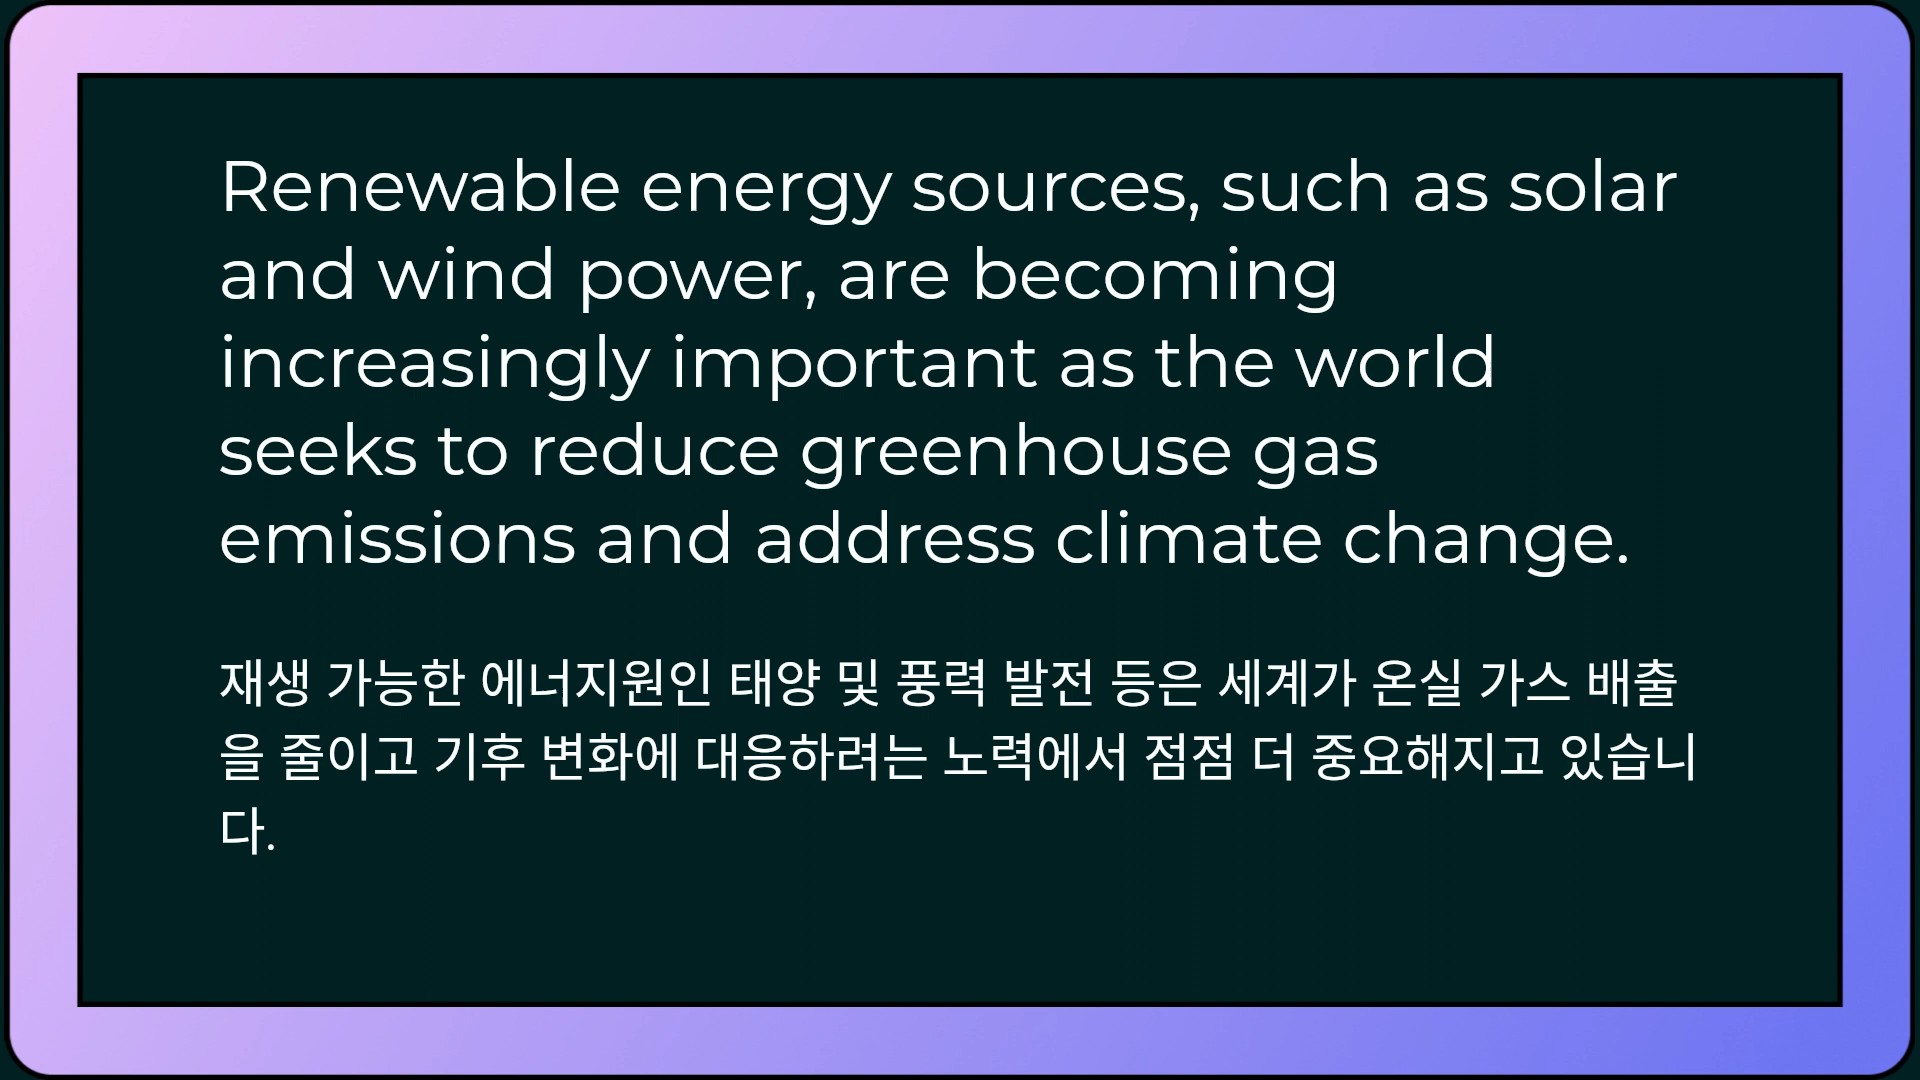 Renewable energy sources, such as solar
and wind power, are becoming
increasingly important as the world
seeks to reduce greenhouse gas
emissions and address climate change.
재생 가능한 에너지원인 태양 및 풍력 발전 등은 세계가 온실 가스 배출
을 줄이고 기후 변화에 대응하려는 노력에서 점점 더 중요해지고 있습니
다.